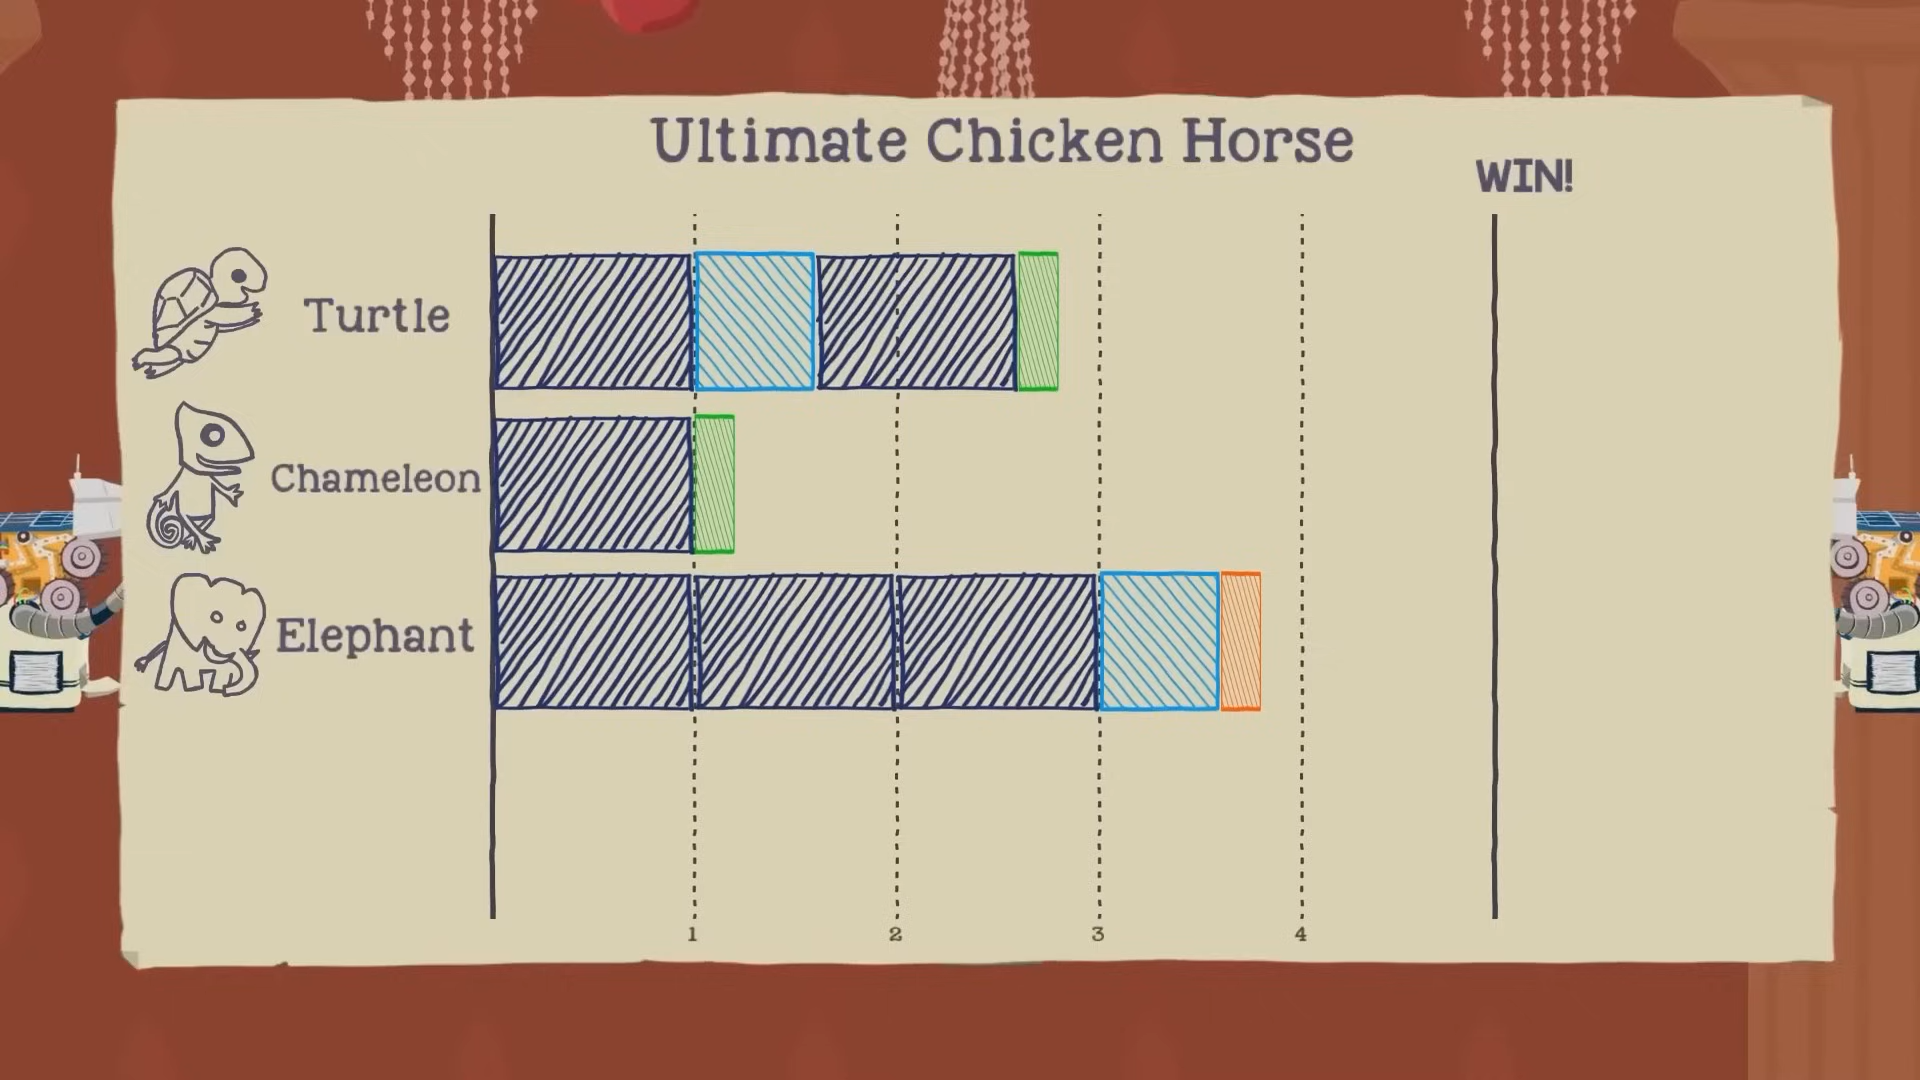 Ultimate Chicken Horse
WIN!
Turtle
Chameleon
Elephant
1 2 3 4